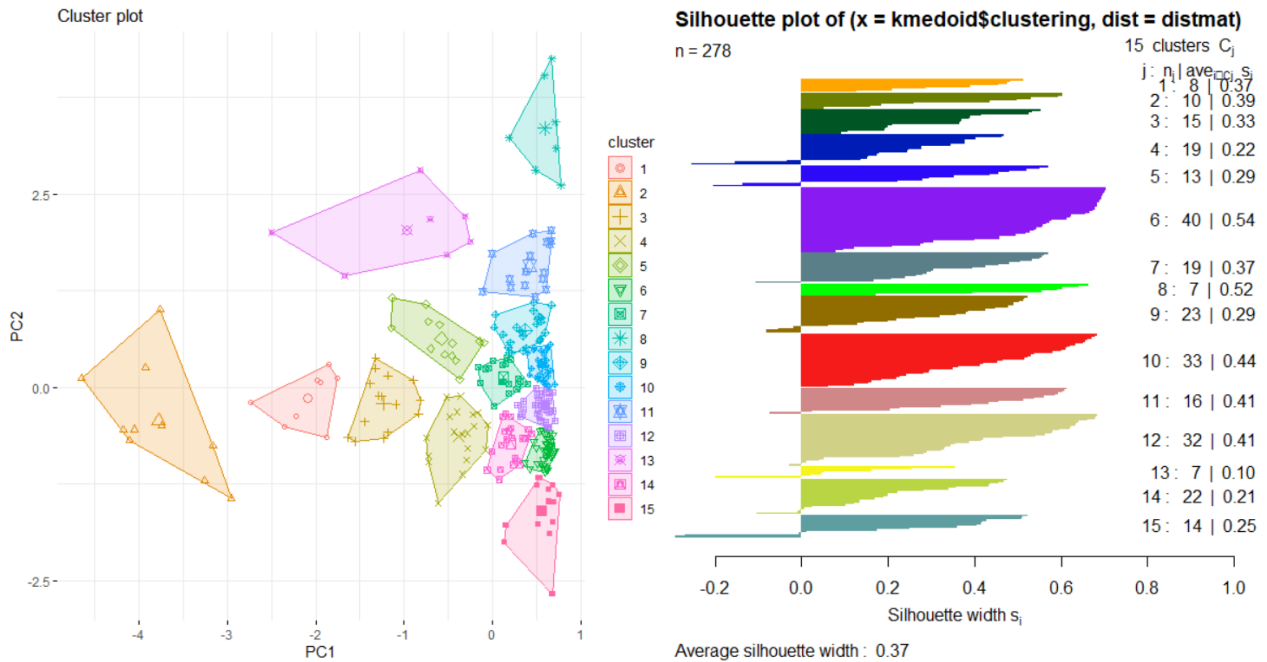 Cluster plot
2.5
0.0
-2.5
PC2
-4
-3
-2
-1
0
1
PC1
cluster
1
2
3
4
5
6
7
8
9
10
11
12
13
14
15
Silhouette plot of (x = kmedoid$clustering, dist = distmat)
n = 278
15 clusters Cj
j : nj | avei□Cj si
1 : 8 | 0.37
2 : 10 | 0.39
3 : 15 | 0.33
4 : 19 | 0.22
5 : 13 | 0.29
6 : 40 | 0.54
7 : 19 | 0.37
8 : 7 | 0.52
9 : 23 | 0.29
10 : 33 | 0.44
11 : 16 | 0.41
12 : 32 | 0.41
13 : 7 | 0.10
14 : 22 | 0.21
15 : 14 | 0.25
-0.2 0.0 0.2 0.4 0.6 0.8 1.0
Silhouette width si
Average silhouette width : 0.37